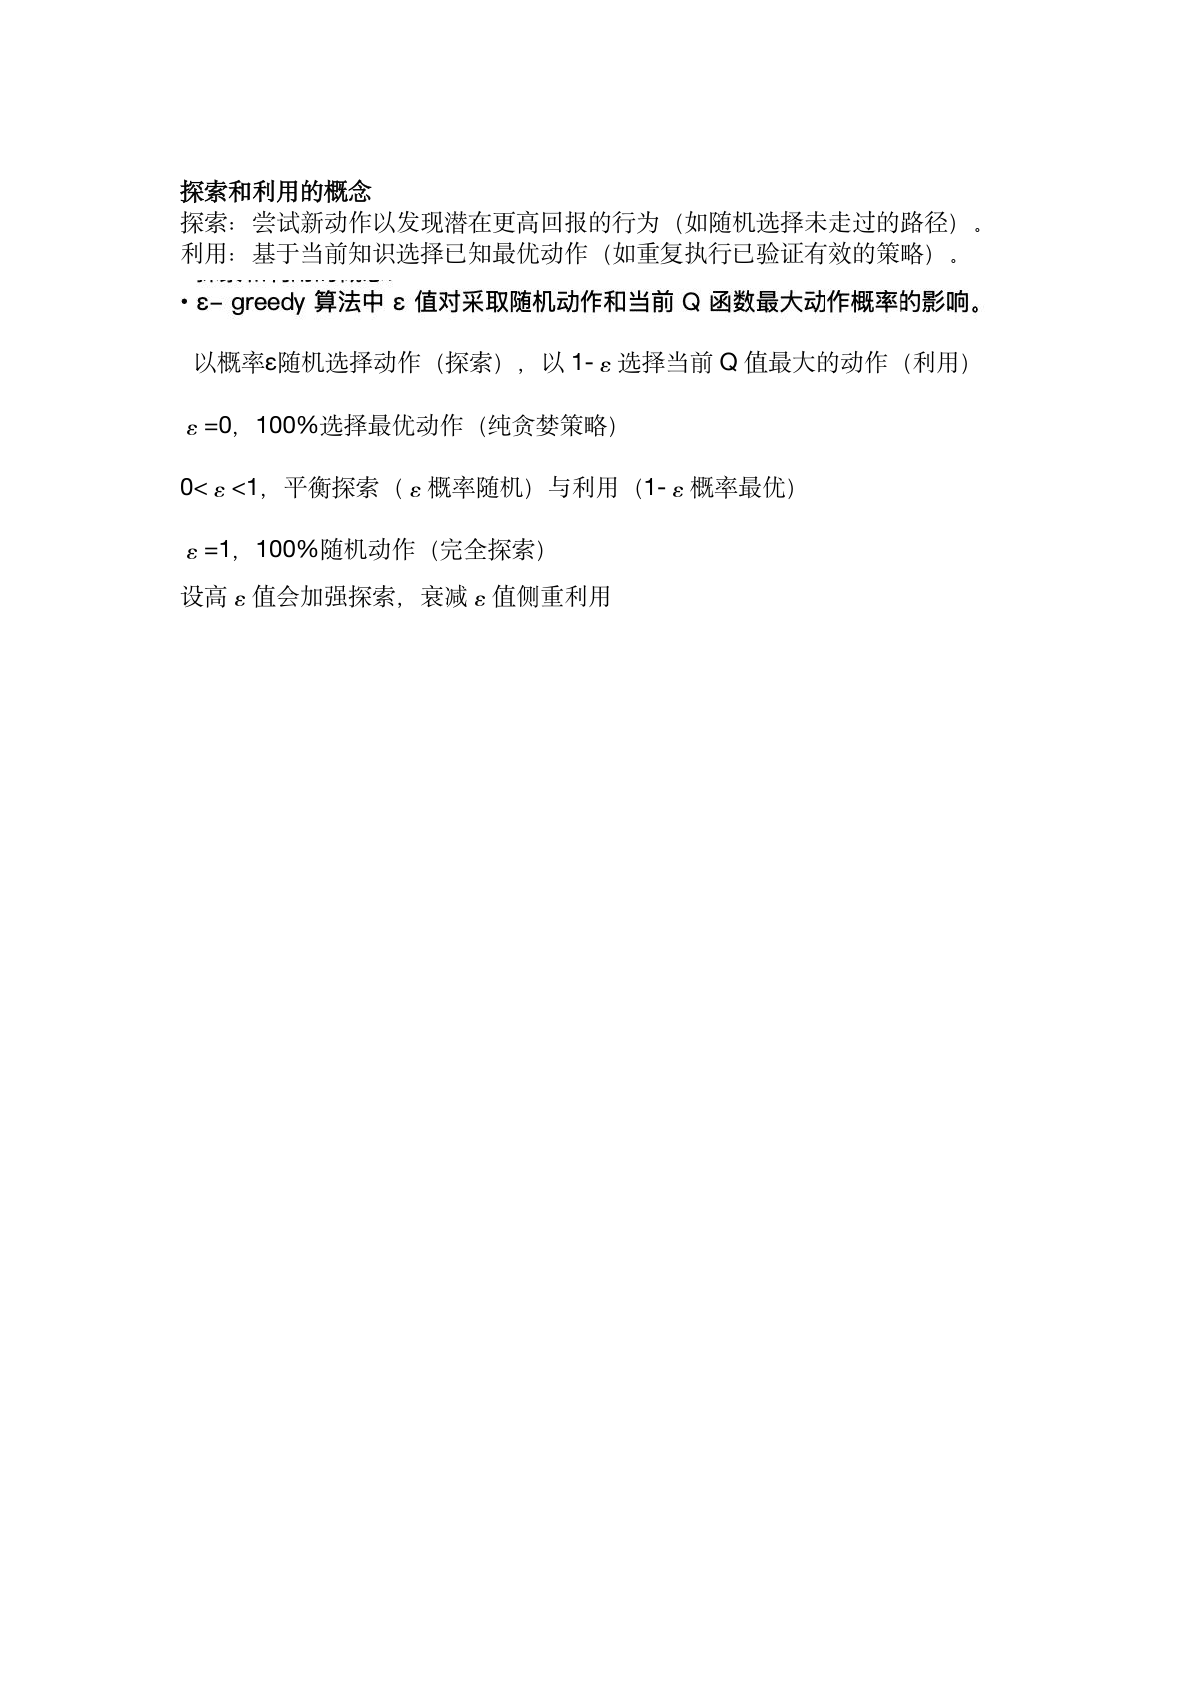 探索和利用的概念
探索：尝试新动作以发现潜在更高回报的行为（如随机选择未走过的路径）。
利用：基于当前知识选择已知最优动作（如重复执行已验证有效的策略）。
• ε– greedy 算法中 ε 值对采取随机动作和当前 Q 函数最大动作概率的影响。
以概率ε随机选择动作（探索），以 1- ε 选择当前 Q 值最大的动作（利用）
ε =0，100%选择最优动作（纯贪婪策略）
0< ε <1，平衡探索（ ε 概率随机）与利用（1- ε 概率最优）
ε =1，100%随机动作（完全探索）
设高 ε 值会加强探索，衰减 ε 值侧重利用